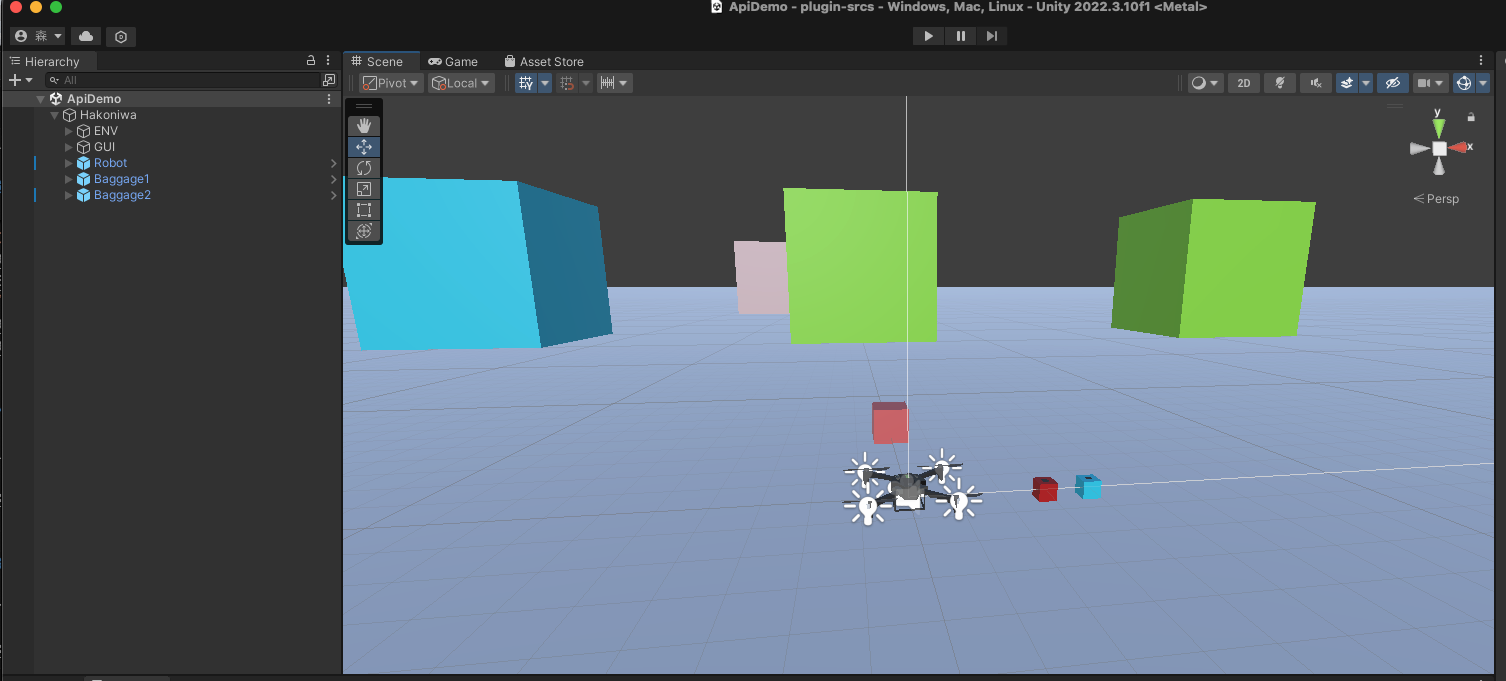 ApiDemo - plugin-srcs - Windows, Mac, Linux - Unity 2022.3.10f1 <Metal>
森
Hierarchy
Scene
Game
Asset Store
All
Pivot
Local
2D
ApiDemo
Hakoniwa
ENV
GUI
Robot
Baggage1
Baggage2
y
x
Persp